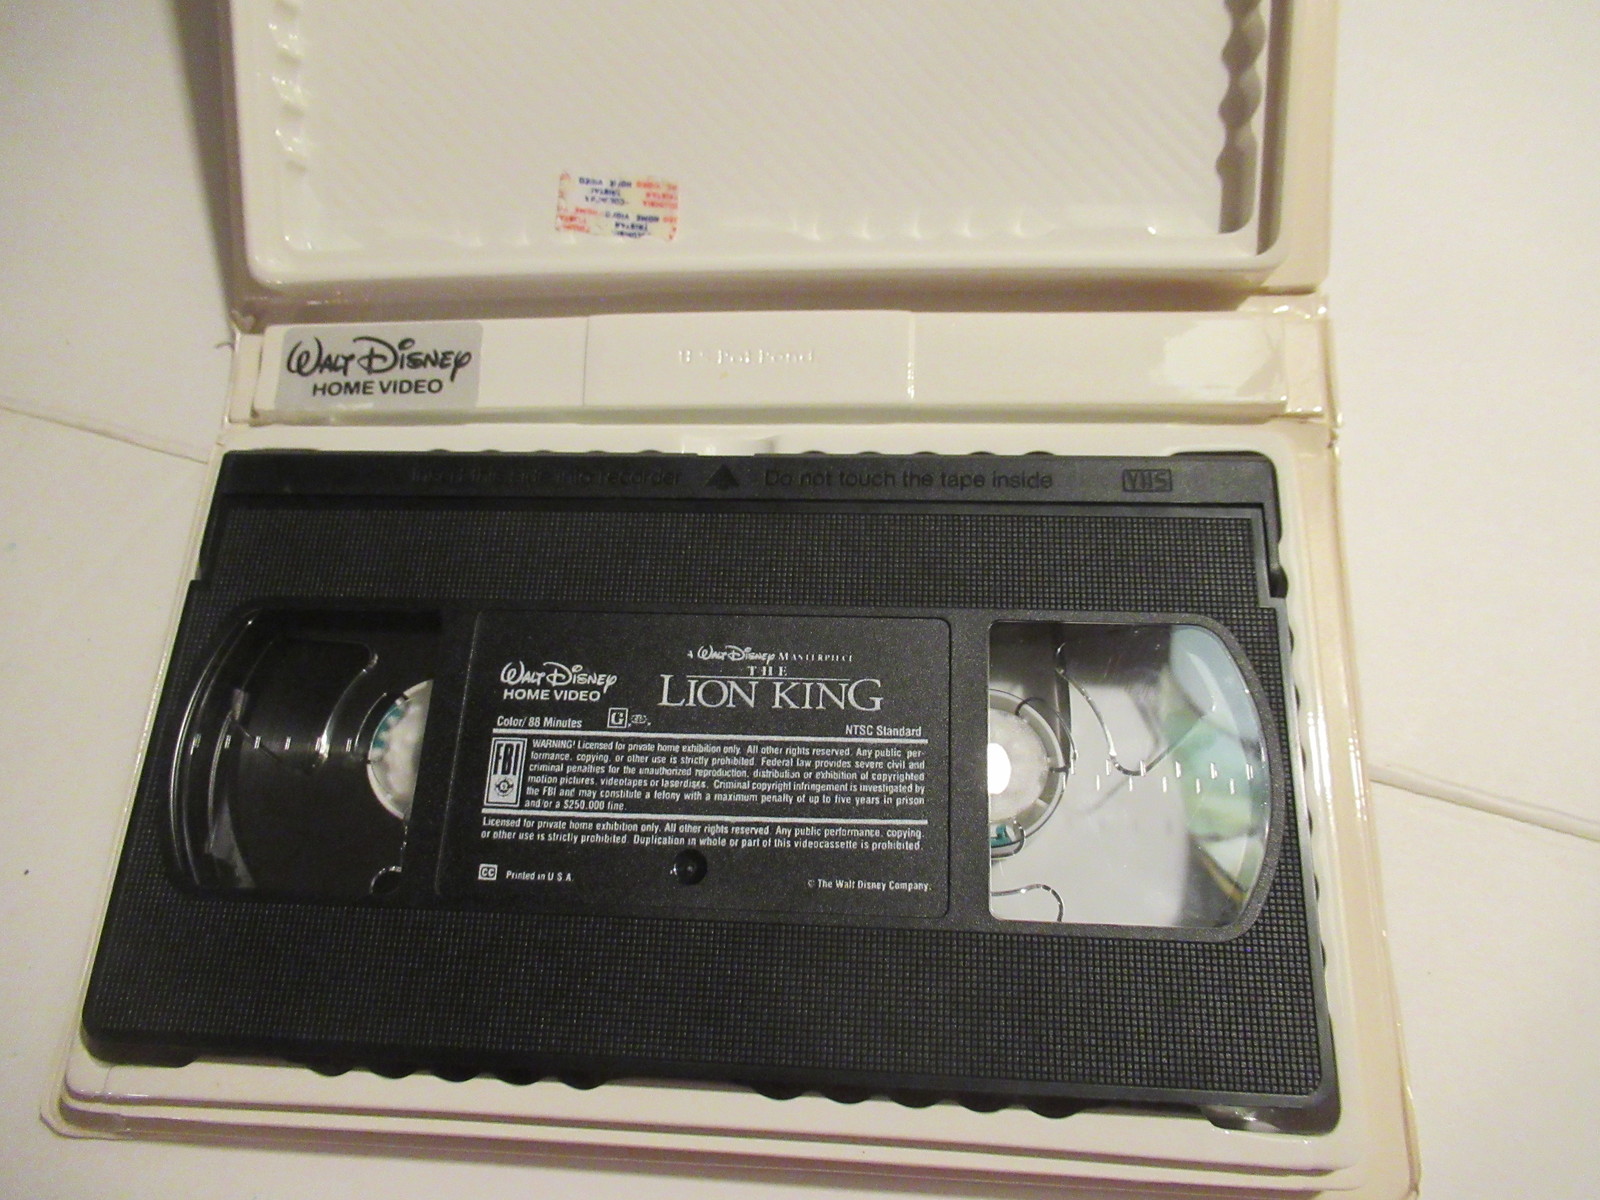 WALT DISNEY
HOME VIDEO
recorder Do not touch the tape inside VHS
A WALT DISNEY MASTERPIECE
THE
LION KING
WALT DISNEY
HOME VIDEO
Color/ 88 Minutes G NTSC Standard
FBI
WARNING! Licensed for private home exhibition only. All other rights reserved. Any public per-
formance, copying, or other use is strictly prohibited. Federal law provides severe civil and
criminal penalties for the unauthorized reproduction, distribution or exhibition of copyrighted
motion pictures, videotapes or laserdiscs. Criminal copyright infringement is investigated by
the FBI and may constitute a felony with a maximum penalty of up to five years in prison
and/or a $250,000 fine.
Licensed for private home exhibition only. All other rights reserved. Any public performance, copying,
or other use is strictly prohibited. Duplication in whole or part of this videocassette is prohibited.
CC Printed in U S A. © The Walt Disney Company.